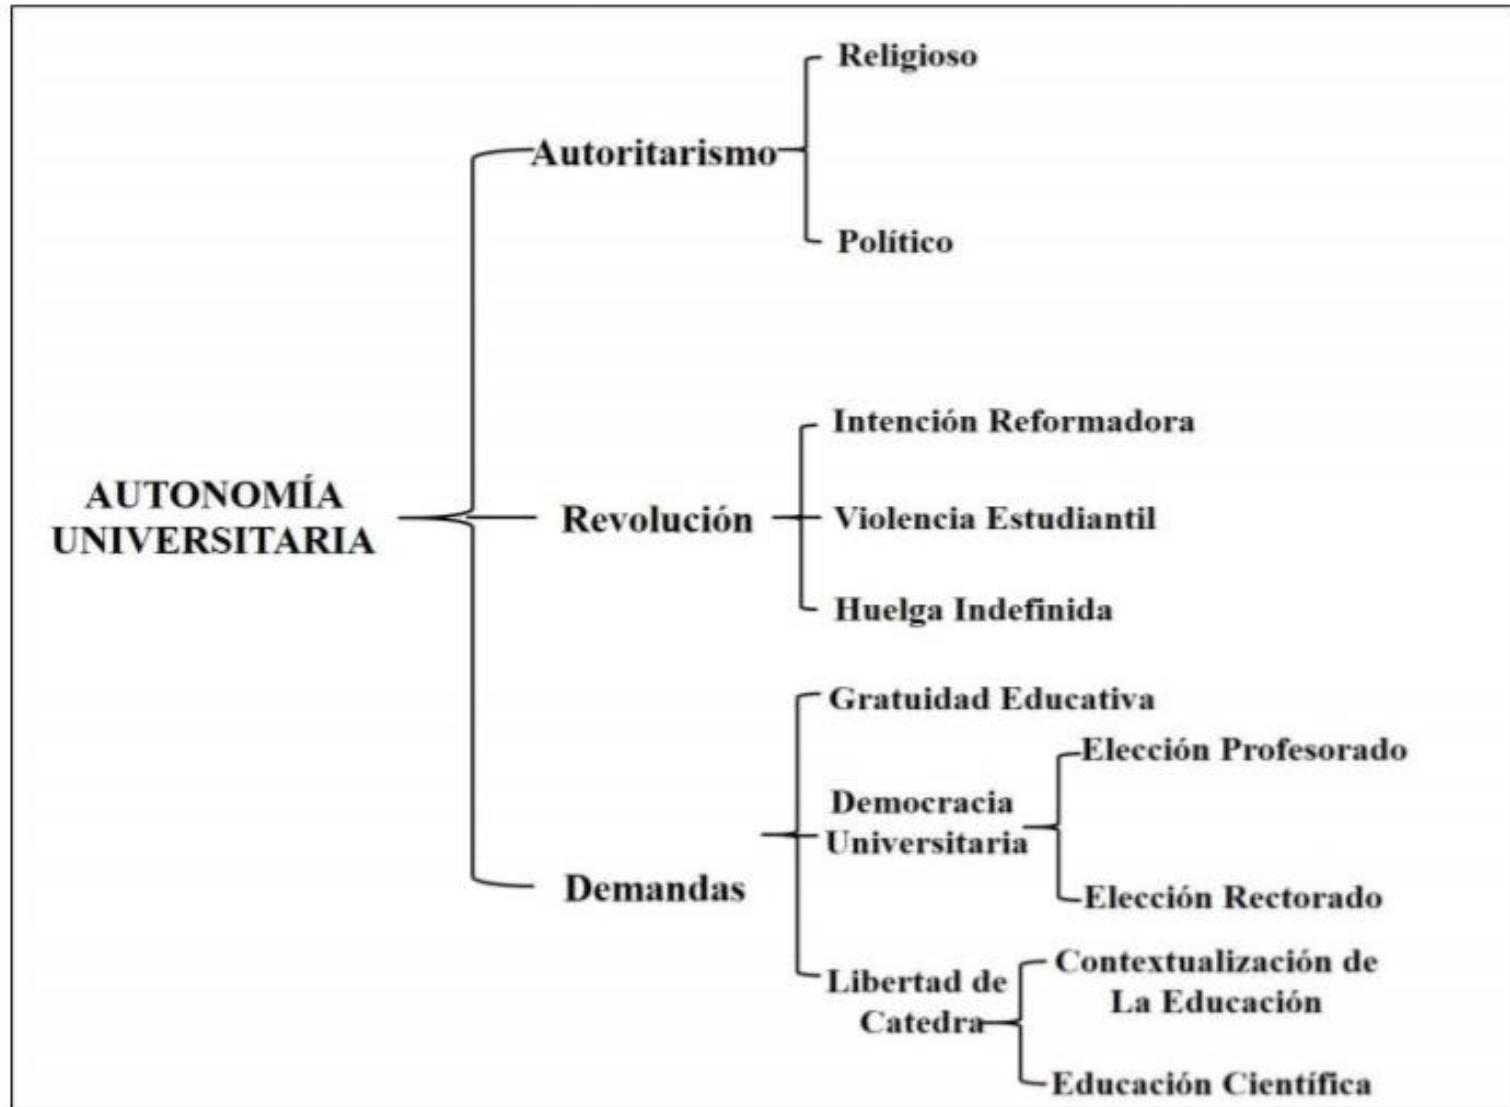 Religioso
Autoritarismo
Político
AUTONOMÍA
UNIVERSITARIA
Revolución
Intención Reformadora
Violencia Estudiantil
Huelga Indefinida
Demandas
Gratuidad Educativa
Democracia
Universitaria
Elección Profesorado
Elección Rectorado
Libertad de
Catedra
Contextualización de
La Educación
Educación Científica